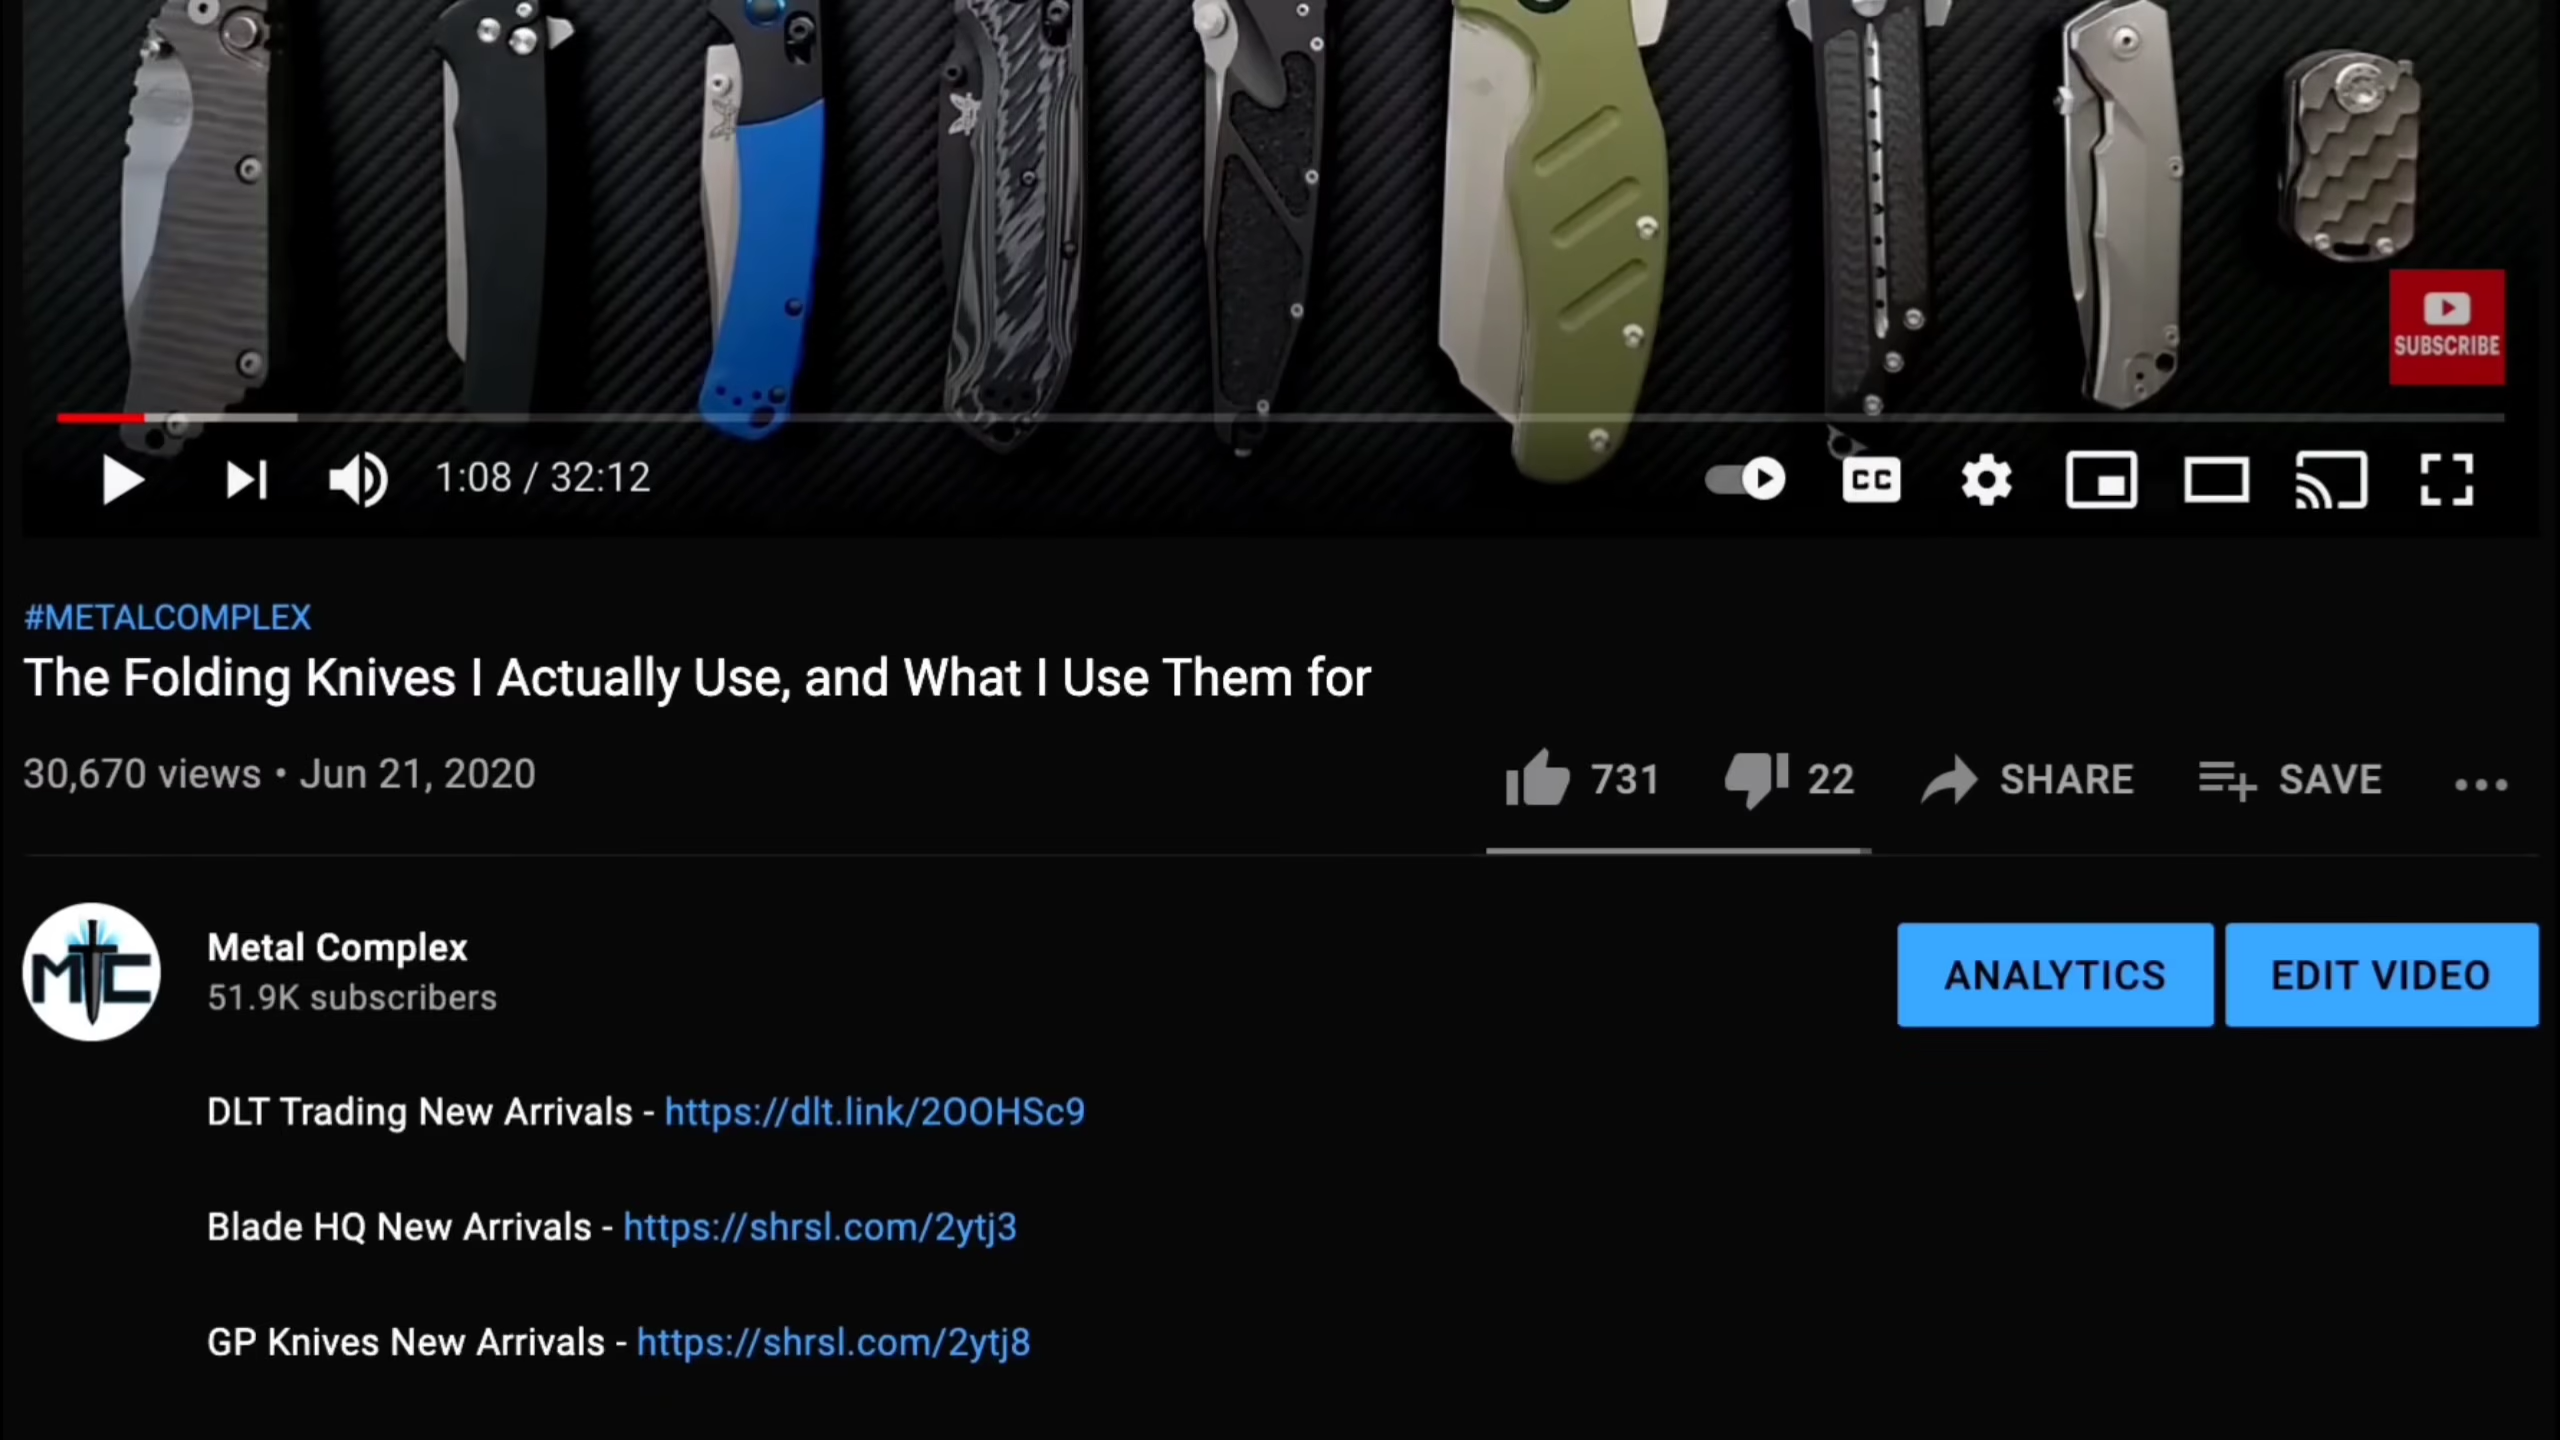 SUBSCRIBE
1:08 / 32:12
CC
#METALCOMPLEX
The Folding Knives I Actually Use, and What I Use Them for
30,670 views • Jun 21, 2020
731
22
SHARE
SAVE
MTC
Metal Complex
51.9K subscribers
ANALYTICS
EDIT VIDEO
DLT Trading New Arrivals - https://dlt.link/2OOHSc9
Blade HQ New Arrivals - https://shrsl.com/2ytj3
GP Knives New Arrivals - https://shrsl.com/2ytj8